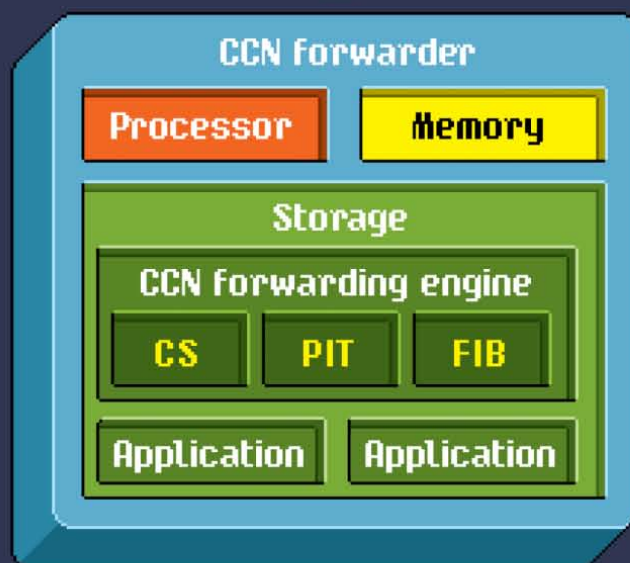 CCN forwarder
Processor Memory
Storage
CCN forwarding engine
CS PIT FIB
Application Application